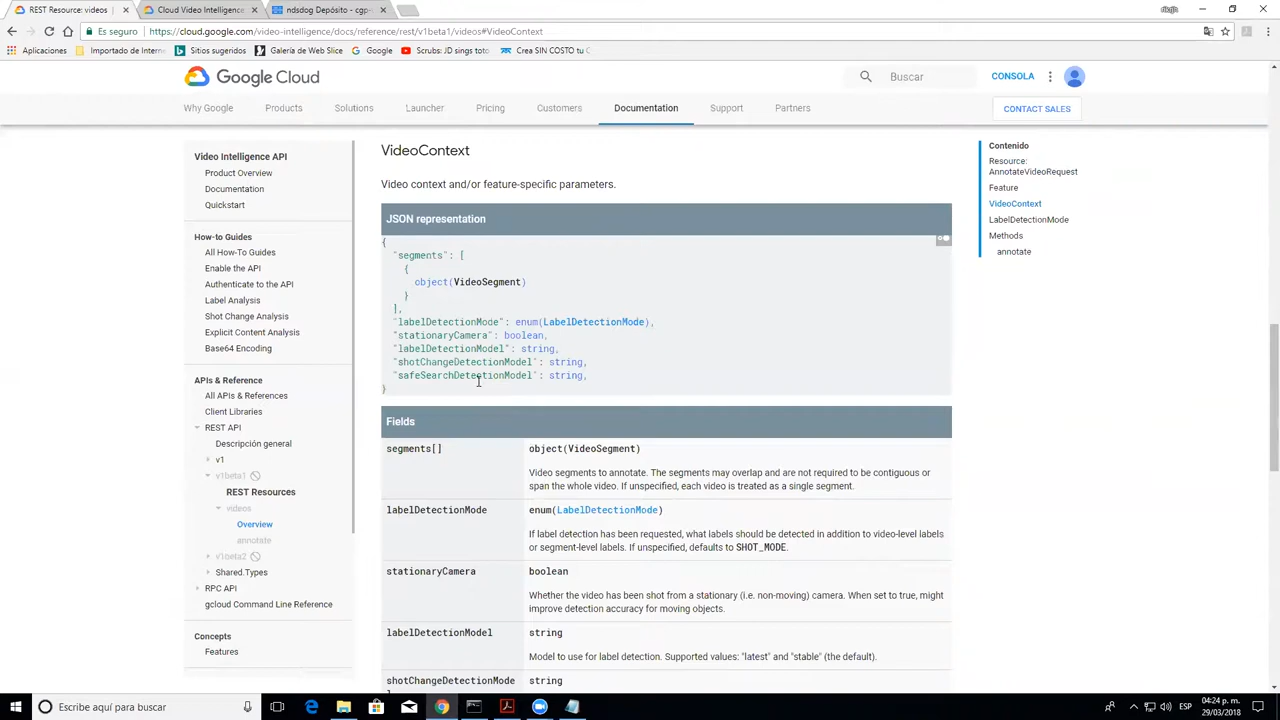 REST Resource: videos
Cloud Video Intelligence
ndsdog Depósito - cgp-
Es seguro
https://cloud.google.com/video-intelligence/docs/reference/rest/v1beta1/videos#VideoContext
Aplicaciones
Importado de Intern
Sitios sugeridos
Galería de Web Slice
Google
Scrubs: JD sings toto
Crea SIN COSTO tu C
Google Cloud
Buscar
CONSOLA
Why Google
Products
Solutions
Launcher
Pricing
Customers
Documentation
Support
Partners
CONTACT SALES
Video Intelligence API
Product Overview
Documentation
Quickstart
How-to Guides
All How-To Guides
Enable the API
Authenticate to the API
Label Analysis
Shot Change Analysis
Explicit Content Analysis
Base64 Encoding
APIs & Reference
All APIs & References
Client Libraries
REST API
Descripción general
v1
v1beta1
REST Resources
videos
Overview
annotate
v1beta2
Shared.Types
RPC API
gcloud Command Line Reference
Concepts
Features
VideoContext
Video context and/or feature-specific parameters.
JSON representation
{
"segments": [
{
object(VideoSegment)
}
],
"labelDetectionMode": enum(LabelDetectionMode),
"stationaryCamera": boolean,
"labelDetectionModel": string,
"shotChangeDetectionModel": string,
"safeSearchDetectionModel": string,
}
Fields
segments[]
object(VideoSegment)
Video segments to annotate. The segments may overlap and are not required to be contiguous or
span the whole video. If unspecified, each video is treated as a single segment.
labelDetectionMode
enum(LabelDetectionMode)
If label detection has been requested, what labels should be detected in addition to video-level labels
or segment-level labels. If unspecified, defaults to SHOT_MODE.
stationaryCamera
boolean
Whether the video has been shot from a stationary (i.e. non-moving) camera. When set to true, might
improve detection accuracy for moving objects.
labelDetectionModel
string
Model to use for label detection. Supported values: "latest" and "stable" (the default).
shotChangeDetectionMode
string
Contenido
Resource:
AnnotateVideoRequest
Feature
VideoContext
LabelDetectionMode
Methods
annotate
Escribe aquí para buscar
ESP
04:24 p. m.
29/03/2018